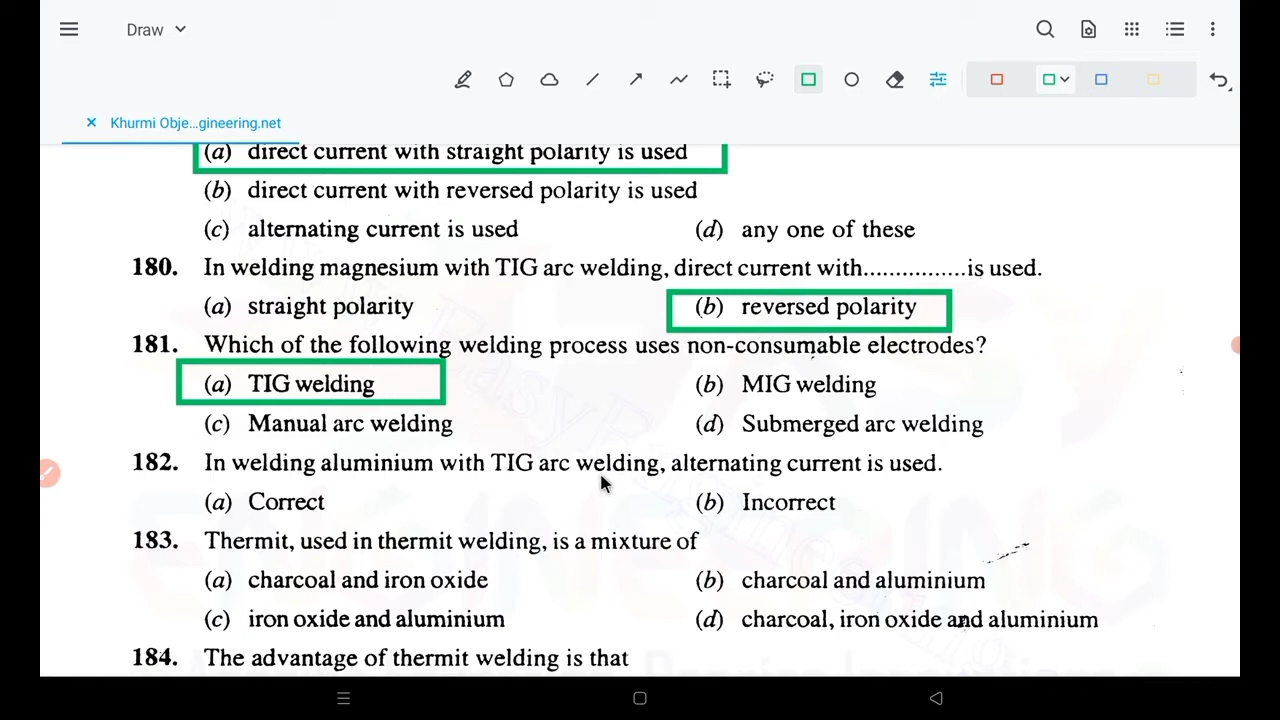 Draw
Khurmi Obje...gineering.net
(a) direct current with straight polarity is used
(b) direct current with reversed polarity is used
(c) alternating current is used (d) any one of these
180. In welding magnesium with TIG arc welding, direct current with................is used.
(a) straight polarity (b) reversed polarity
181. Which of the following welding process uses non-consumable electrodes?
(a) TIG welding (b) MIG welding
(c) Manual arc welding (d) Submerged arc welding
182. In welding aluminium with TIG arc welding, alternating current is used.
(a) Correct (b) Incorrect
183. Thermit, used in thermit welding, is a mixture of
(a) charcoal and iron oxide (b) charcoal and aluminium
(c) iron oxide and aluminium (d) charcoal, iron oxide and aluminium
184. The advantage of thermit welding is that